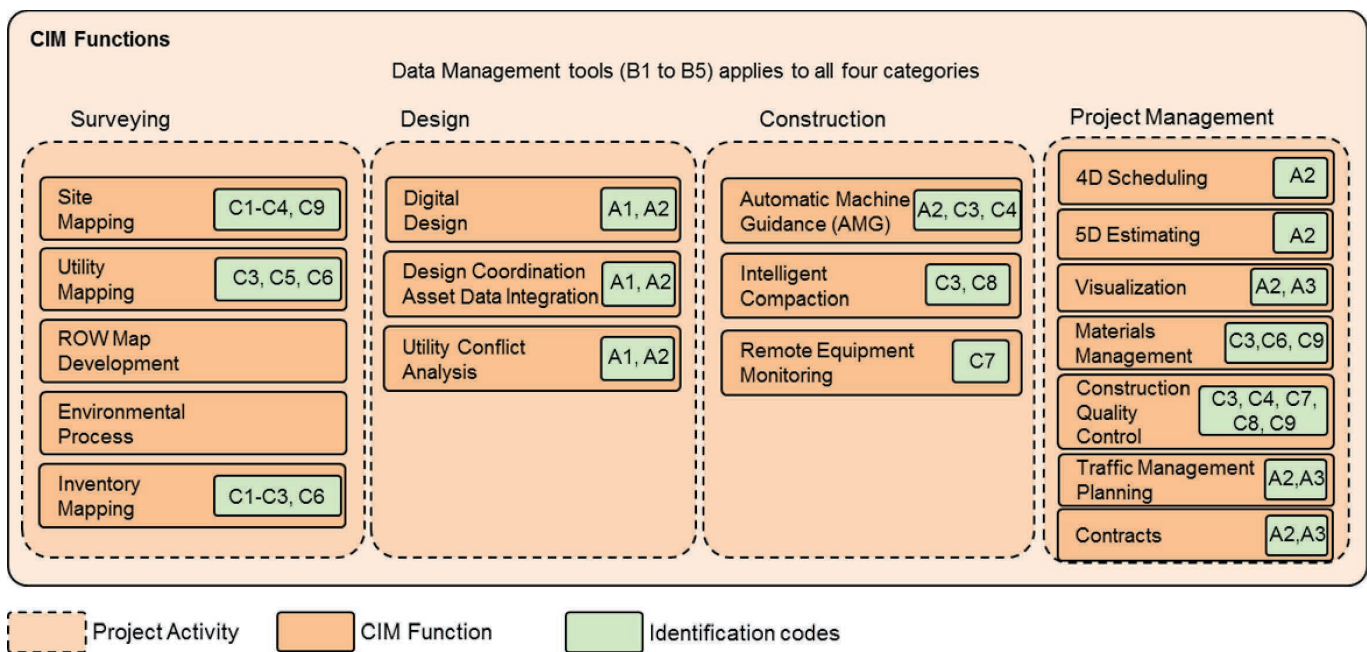 CIM Functions
Data Management tools (B1 to B5) applies to all four categories
Surveying
Site
Mapping
C1-C4, C9
Utility
Mapping
C3, C5, C6
ROW Map
Development
Environmental
Process
Inventory
Mapping
C1-C3, C6
Design
Digital
Design
A1, A2
Design Coordination
Asset Data Integration
A1, A2
Utility Conflict
Analysis
A1, A2
Construction
Automatic Machine
Guidance (AMG)
A2, C3, C4
Intelligent
Compaction
C3, C8
Remote Equipment
Monitoring
C7
Project Management
4D Scheduling
A2
5D Estimating
A2
Visualization
A2, A3
Materials
Management
C3,C6, C9
Construction
Quality
Control
C3, C4, C7,
C8, C9
Traffic Management
Planning
A2,A3
Contracts
A2,A3
Project Activity
CIM Function
Identification codes